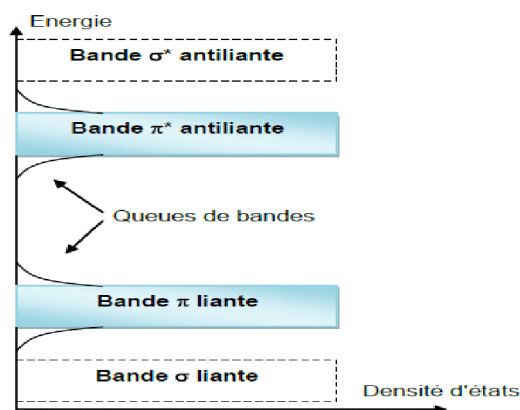 Energie
Bande σ* antiliante
Bande π* antiliante
Queues de bandes
Bande π liante
Bande σ liante
Densité d'états